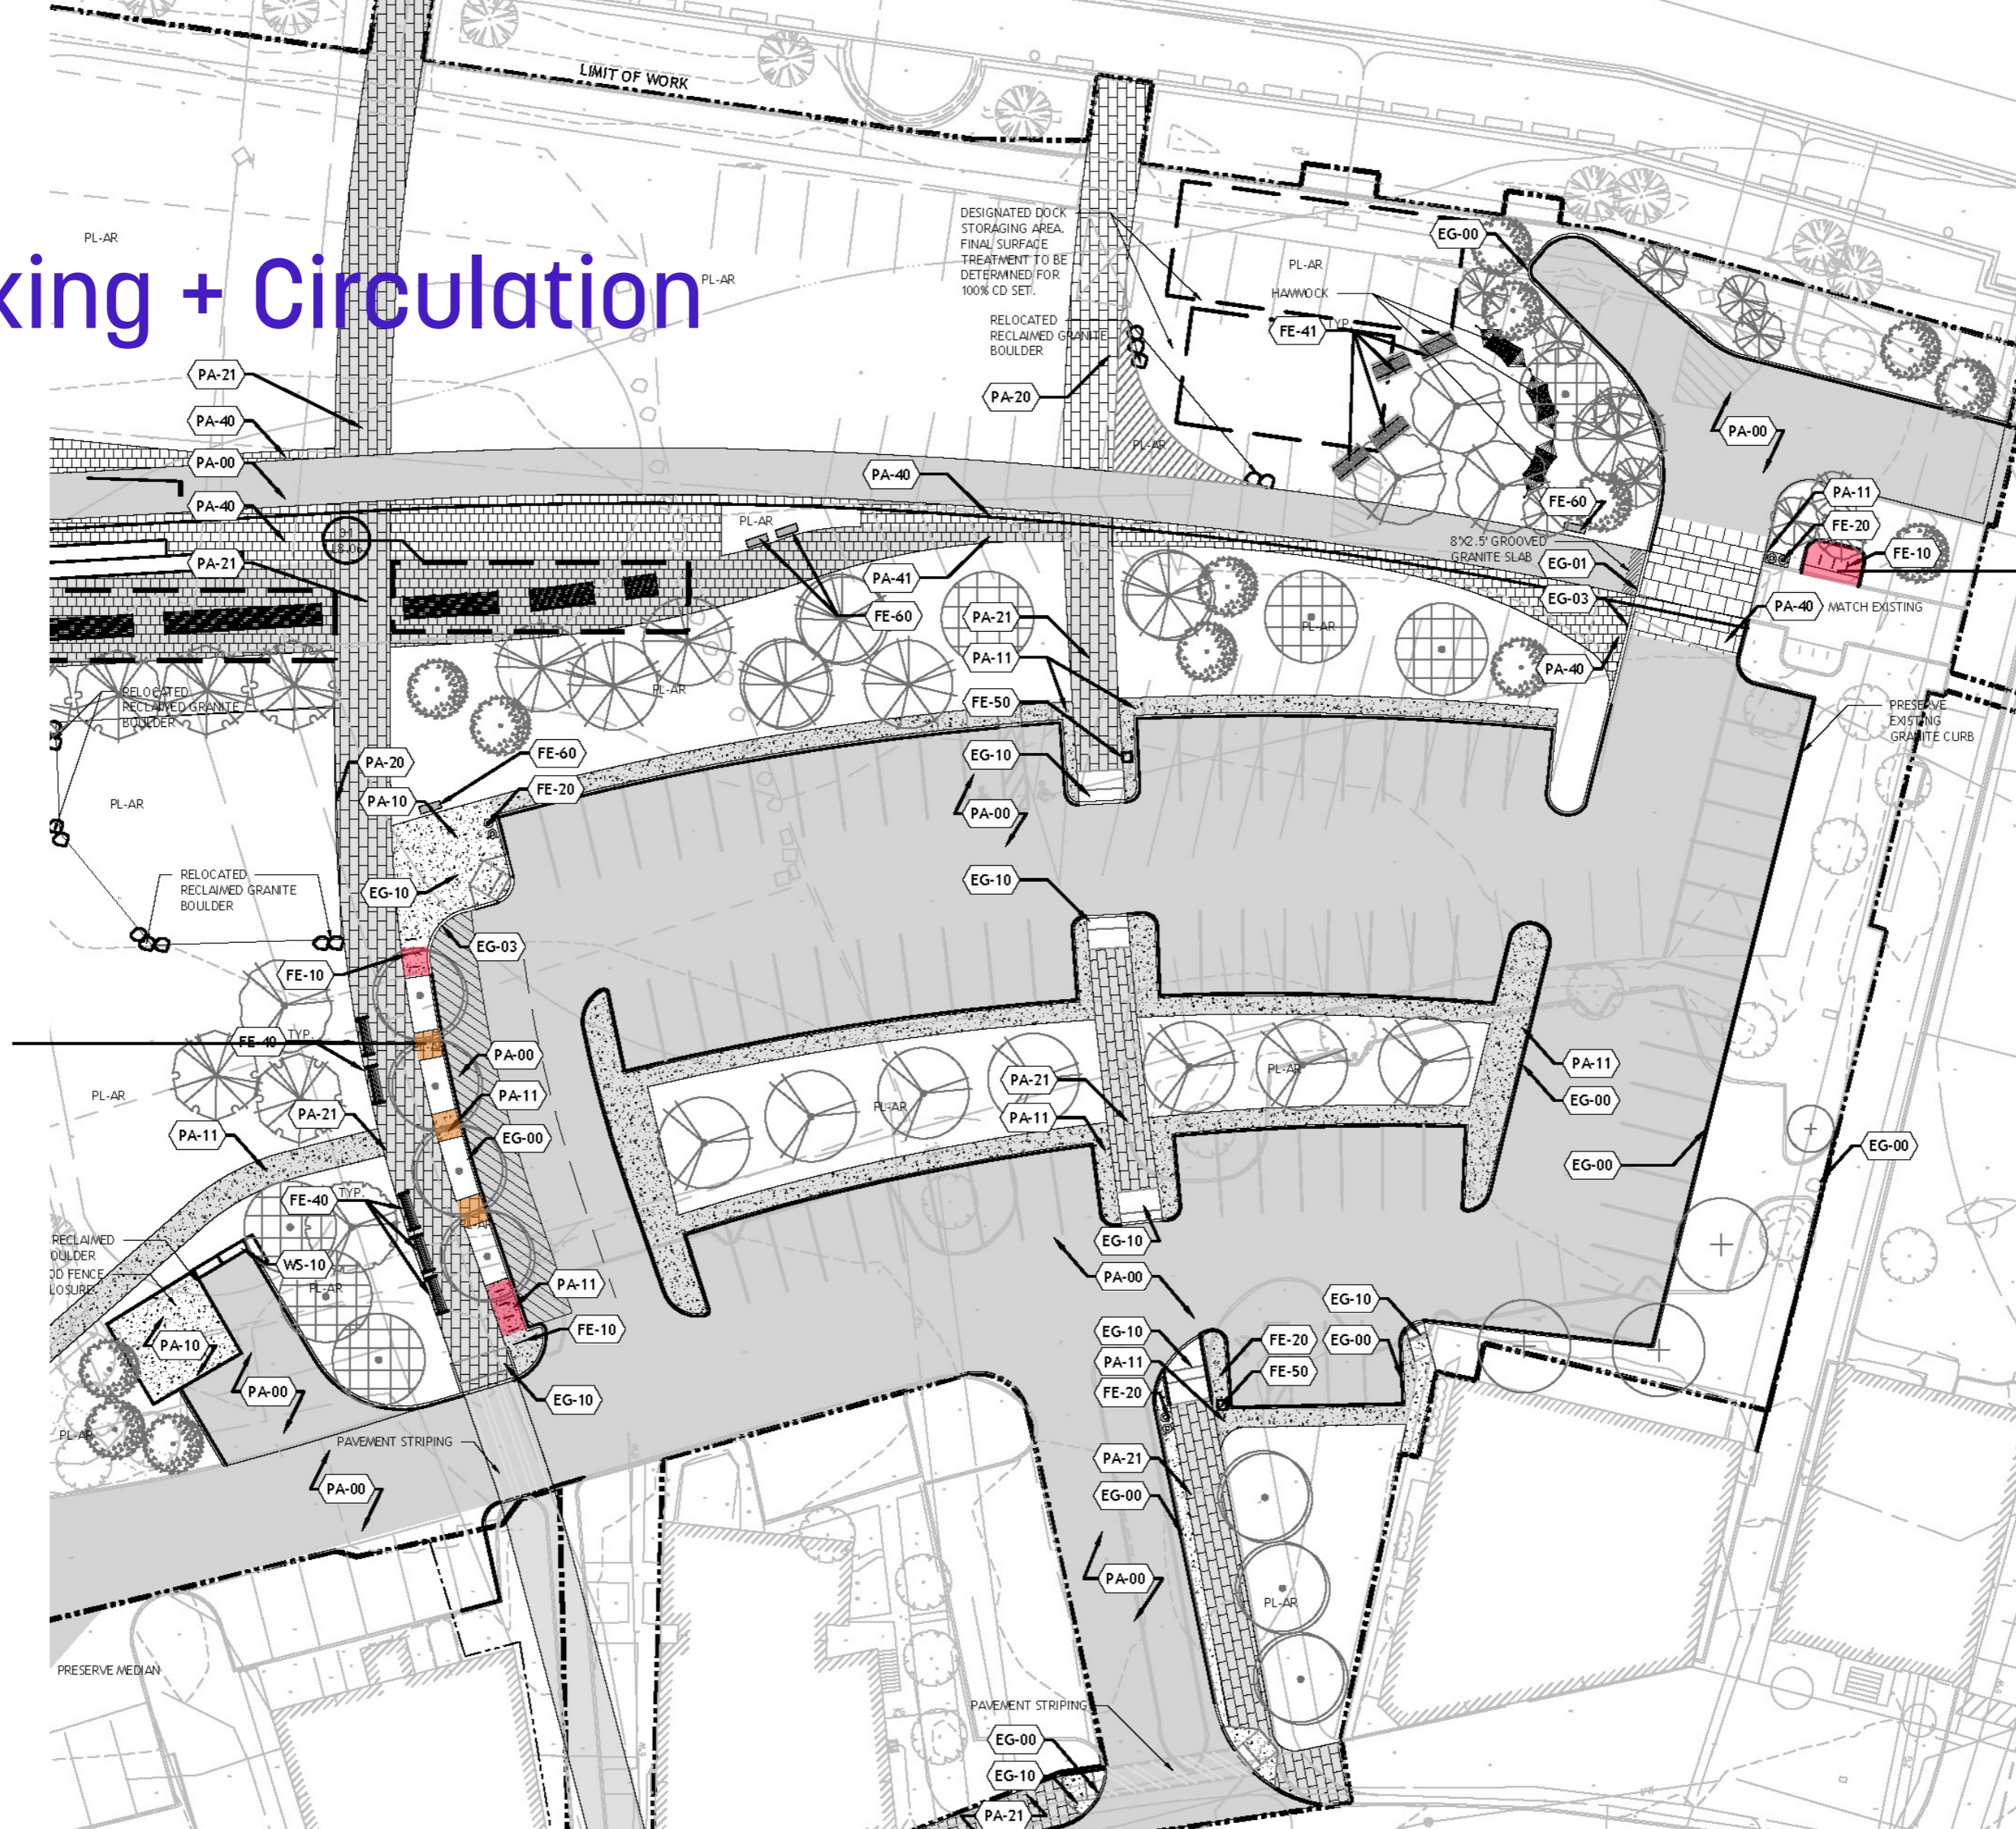 LIMIT OF WORK
DESIGNATED DOCK
STORAGING AREA.
FINAL SURFACE
TREATMENT TO BE
DETERMINED FOR
100% CD SET.
EG-00
PL-AR
PL-AR
HAMMOCK
king + Circulation
PL-AR
RELOCATED
RECLAIMED GRANITE
BOULDER
FE-41
TYP.
PA-21
PA-20
PA-40
PA-00
PL-AR
PA-00
PA-40
PA-40
PA-11
FE-60
PA-40
PL-AR
FE-20
8'X2.5' GROOVED
GRANITE SLAB
FE-10
PA-21
EG-01
PA-41
EG-03
PA-40
MATCH EXISTING
FE-60
PA-21
PL-AR
PA-11
PA-40
RELOCATED
RECLAIMED GRANITE
BOULDER
PL-AR
FE-50
PRESERVE
EXISTING
GRANITE CURB
FE-60
EG-10
PA-20
FE-20
PA-10
PL-AR
PA-00
RELOCATED
RECLAIMED GRANITE
BOULDER
EG-10
EG-10
EG-03
FE-10
FE-40
TYP.
PA-00
PA-11
PL-AR
PL-AR
PA-21
PA-11
PL-AR
EG-00
PA-21
PA-11
PA-11
EG-00
EG-00
EG-00
FE-40
TYP.
RECLAIMED
OULDER
EG-10
OD FENCE
LOSURE.
WS-10
PA-00
PL-AR
PA-11
EG-10
FE-10
EG-10
FE-20
EG-00
PA-10
PA-11
FE-50
PA-00
EG-10
FE-20
PL-AR
PAVEMENT STRIPING
PA-21
PA-00
EG-00
PA-00
PL-AR
PRESERVE MEDIAN
PAVEMENT STRIPING
EG-00
EG-10
PA-21